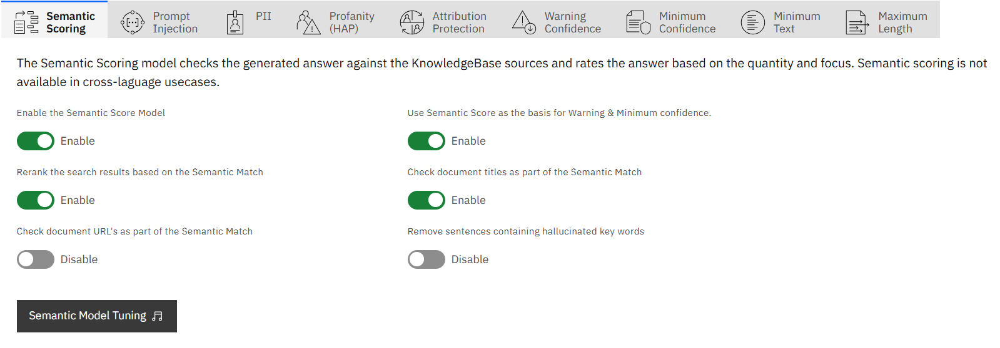 Semantic
Scoring
Prompt
Injection
PII
Profanity
(HAP)
Attribution
Protection
Warning
Confidence
Minimum
Confidence
Minimum
Text
Maximum
Length
The Semantic Scoring model checks the generated answer against the KnowledgeBase sources and rates the answer based on the quantity and focus. Semantic scoring is not
available in cross-laguage usecases.
Enable the Semantic Score Model
Use Semantic Score as the basis for Warning & Minimum confidence.
Enable
Enable
Rerank the search results based on the Semantic Match
Check document titles as part of the Semantic Match
Enable
Enable
Check document URL's as part of the Semantic Match
Remove sentences containing hallucinated key words
Disable
Disable
Semantic Model Tuning